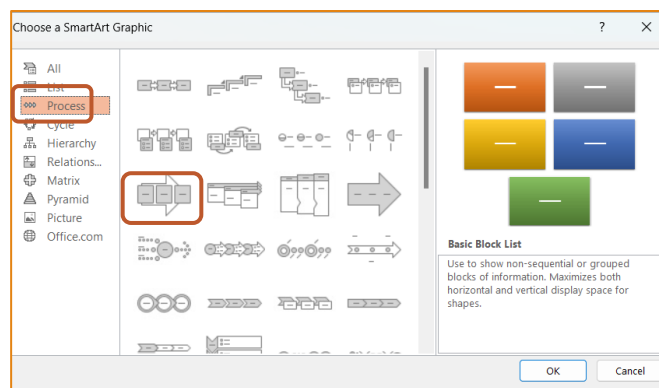 Choose a SmartArt Graphic
?
All
List
Process
Cycle
Hierarchy
Relations...
Matrix
Pyramid
Picture
Office.com
Basic Block List
Use to show non-sequential or grouped
blocks of information. Maximizes both
horizontal and vertical display space for
shapes.
OK
Cancel